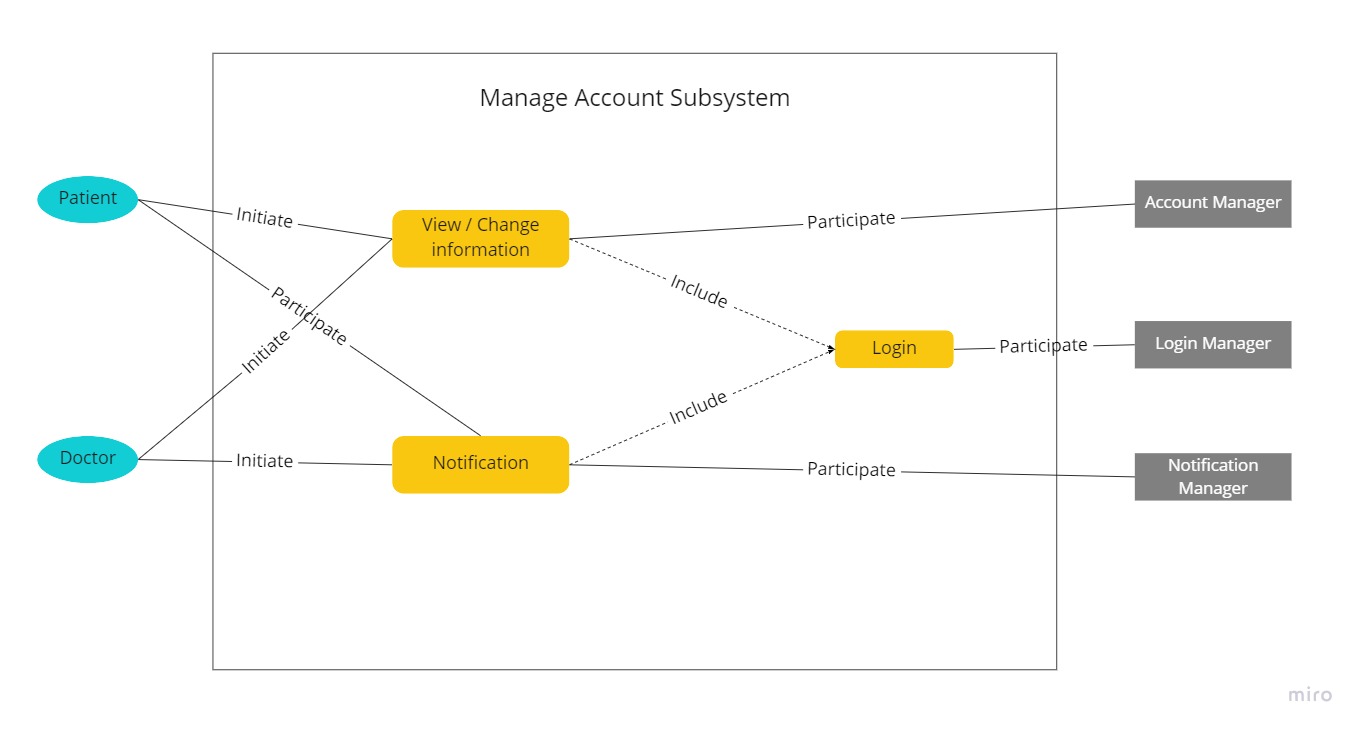 Manage Account Subsystem
Patient
Initiate
View / Change
information
Participate
Account Manager
Participate
Include
Initiate
Login
Participate
Login Manager
Include
Doctor
Initiate
Notification
Participate
Notification
Manager
miro